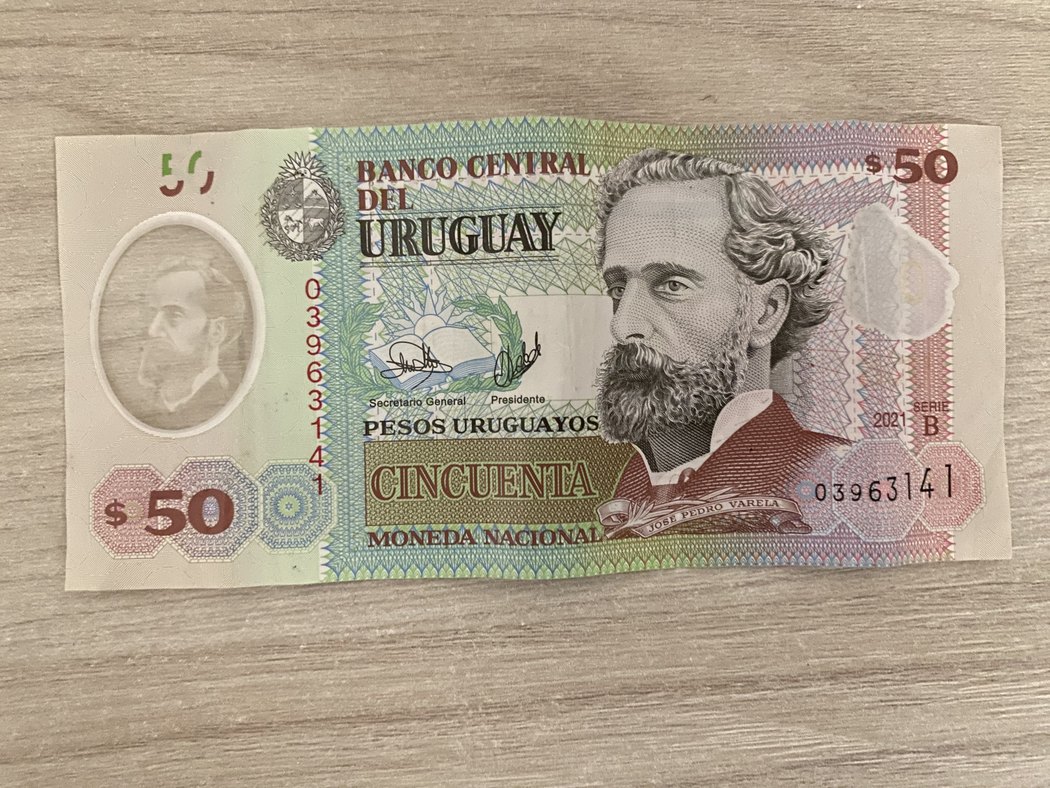 $ 50
BANCO CENTRAL
DEL
URUGUAY
03963141
Secretario General Presidente
PESOS URUGUAYOS
CINCUENTA
MONEDA NACIONAL
$ 50
JOSÉ PEDRO VARELA
2021 SERIE
B
03963141